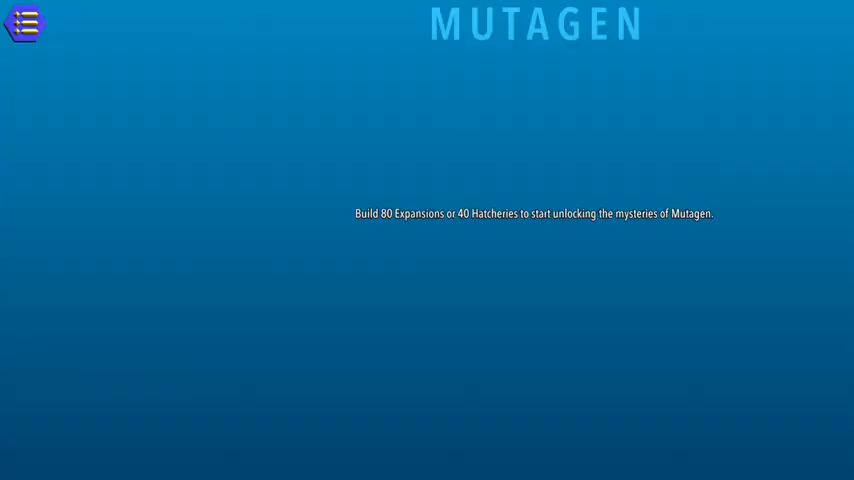 MUTAGEN
Build 80 Expansions or 40 Hatcheries to start unlocking the mysteries of Mutagen.